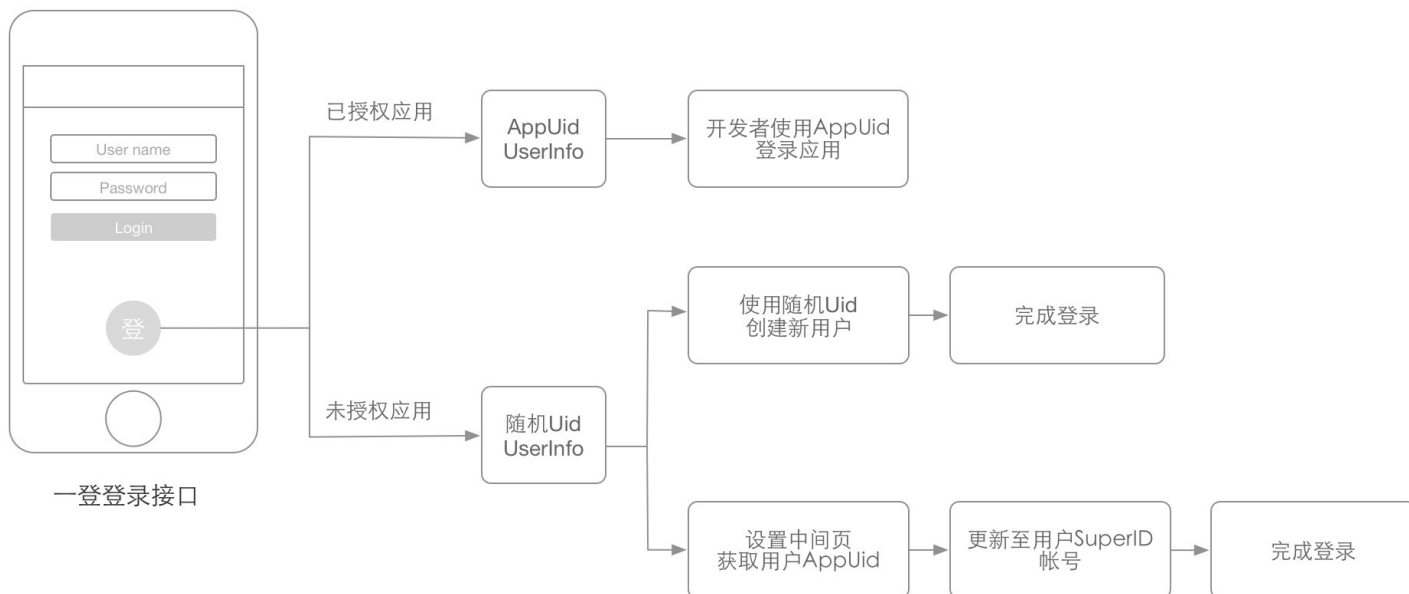 User name
Password
Login
登
一登登录接口
已授权应用
AppUid
UserInfo
开发者使用AppUid
登录应用
未授权应用
随机Uid
UserInfo
使用随机Uid
创建新用户
完成登录
设置中间页
获取用户AppUid
更新至用户SuperID
帐号
完成登录